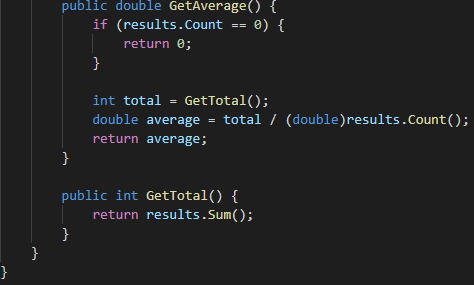 public double GetAverage() {
if (results.Count == 0) {
return 0;
}
int total = GetTotal();
double average = total / (double)results.Count();
return average;
}
public int GetTotal() {
return results.Sum();
}
}
}